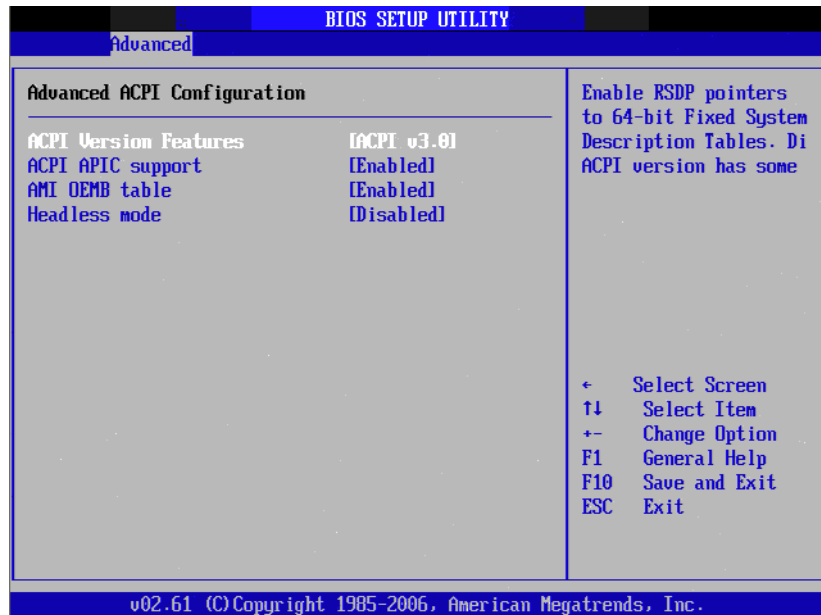 BIOS SETUP UTILITY
Advanced
Advanced ACPI Configuration
ACPI Version Features [ACPI v3.0]
ACPI APIC support [Enabled]
AMI OEMB table [Enabled]
Headless mode [Disabled]
Enable RSDP pointers
to 64-bit Fixed System
Description Tables. Di
ACPI version has some
← Select Screen
↑↓ Select Item
+- Change Option
F1 General Help
F10 Save and Exit
ESC Exit
v02.61 (C)Copyright 1985-2006, American Megatrends, Inc.